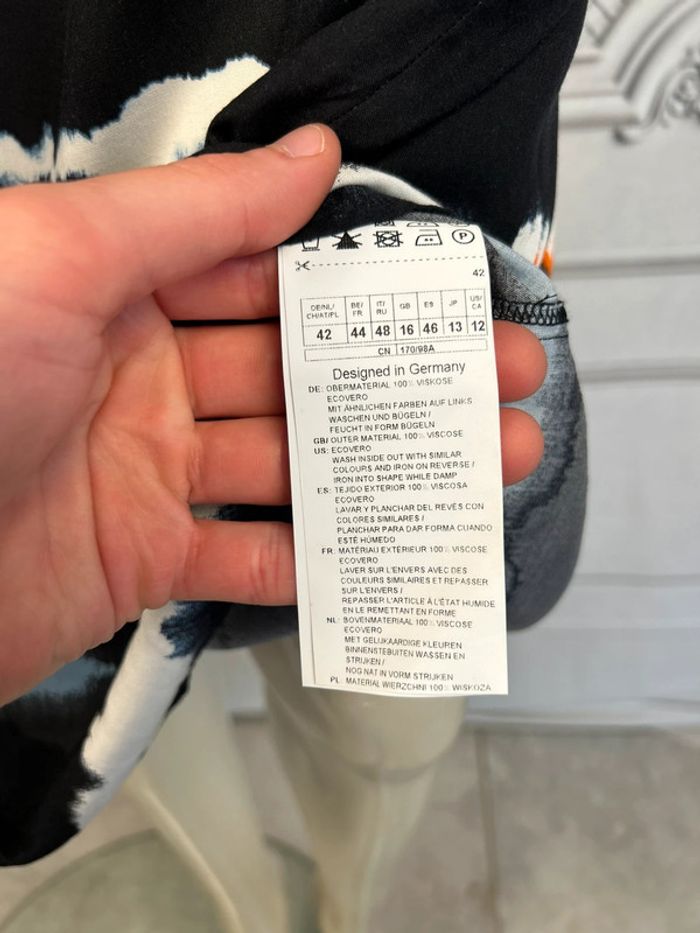 P
42
DE/NL/ CH/AT/PL BE/ FR IT/ RU GB ES JP US/ CA
42 44 48 16 46 13 12
CN 170/98A
Designed in Germany
DE: OBERMATERIAL 100% VISKOSE
ECOVERO
MIT ÄHNLICHEN FARBEN AUF LINKS
WASCHEN UND BÜGELN /
FEUCHT IN FORM BÜGELN
GB/ OUTER MATERIAL 100% VISCOSE
US: ECOVERO
WASH INSIDE OUT WITH SIMILAR
COLOURS AND IRON ON REVERSE /
IRON INTO SHAPE WHILE DAMP
ES: TEJIDO EXTERIOR 100% VISCOSA
ECOVERO
LAVAR Y PLANCHAR DEL REVÉS CON
COLORES SIMILARES /
PLANCHAR PARA DAR FORMA CUANDO
ESTÉ HÚMEDO
FR: MATÉRIAU EXTÉRIEUR 100% VISCOSE
ECOVERO
LAVER SUR L'ENVERS AVEC DES
COULEURS SIMILAIRES ET REPASSER
SUR L'ENVERS /
REPASSER L'ARTICLE À L'ÉTAT HUMIDE
EN LE REMETTANT EN FORME
NL: BOVENMATERIAAL 100% VISCOSE
ECOVERO
MET GELIJKAARDIGE KLEUREN
BINNENSTEBUITEN WASSEN EN
STRIJKEN /
NOG NAT IN VORM STRIJKEN
PL: MATERIAŁ WIERZCHNI 100% WISKOZA